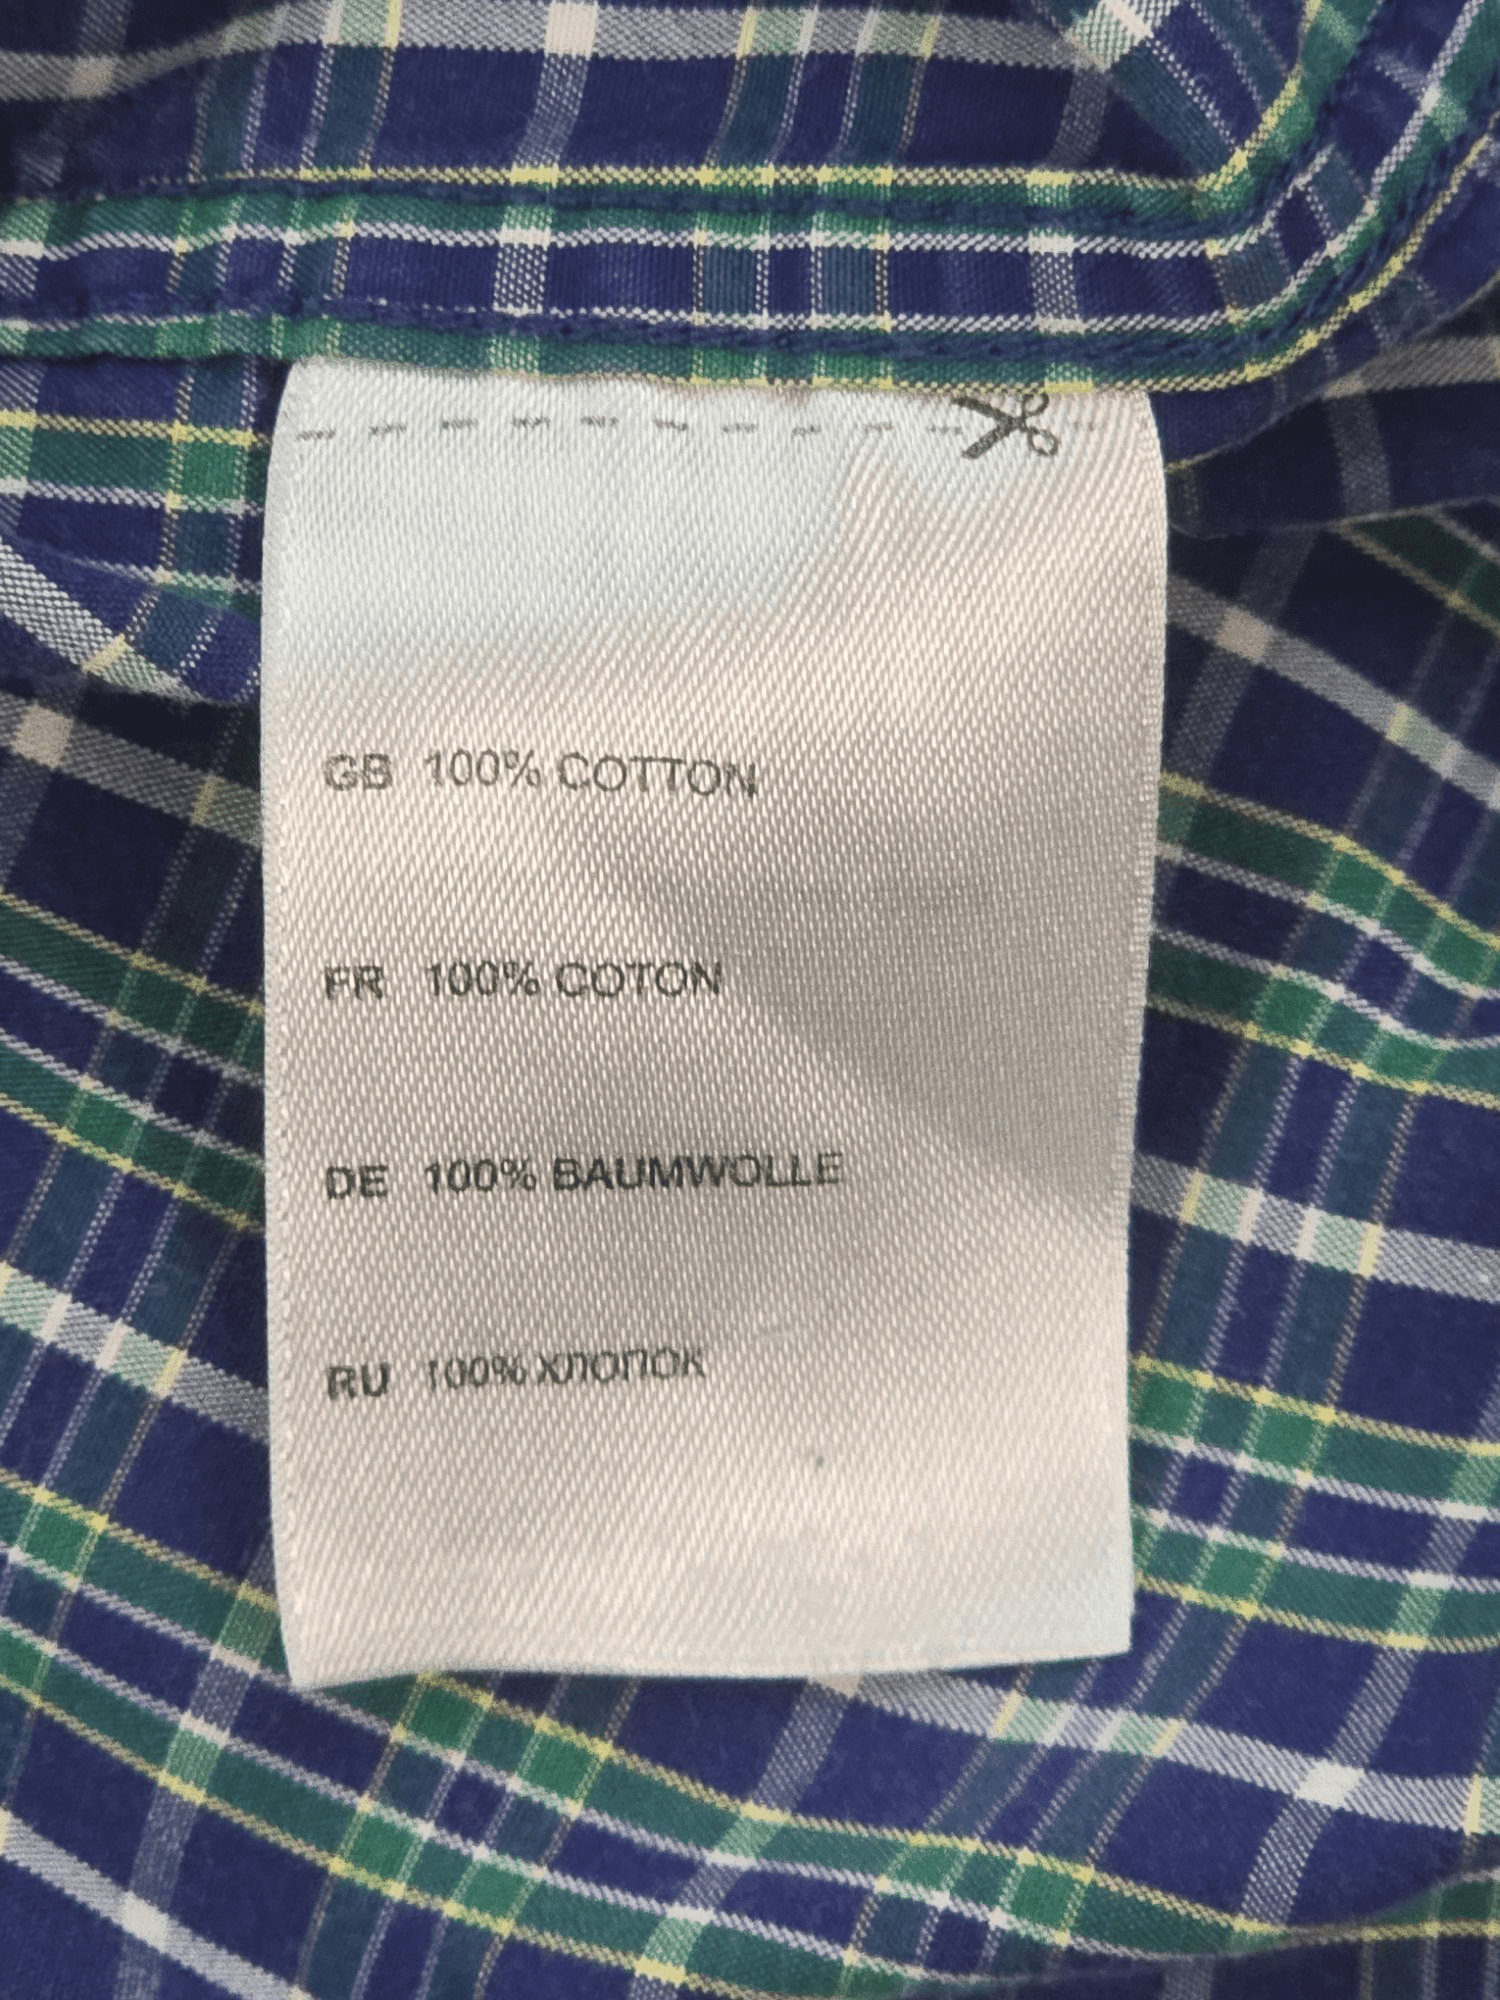 GB 100% COTTON
FR 100% COTON
DE 100% BAUMWOLLE
RU 100% ХЛОПОК